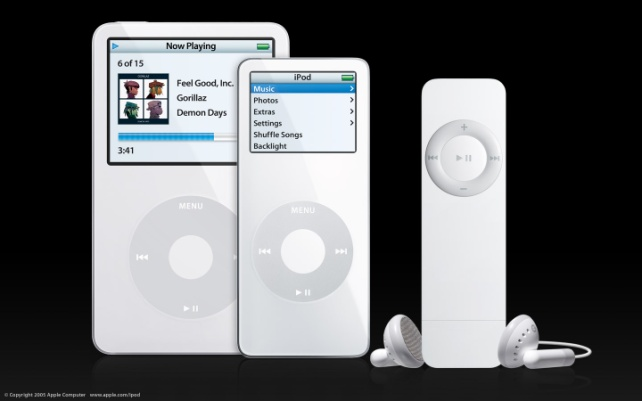 Now Playing
6 of 15
Feel Good, Inc.
Gorillaz
Demon Days
3:41
MENU
iPod
Music
Photos
Extras
Settings
Shuffle Songs
Backlight
MENU
© Copyright 2005 Apple Computer www.apple.com/ipod